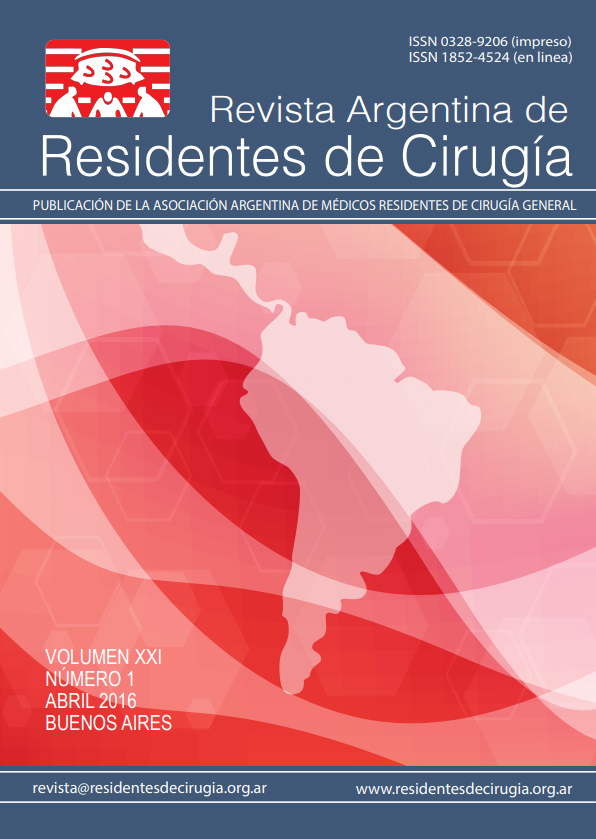 ISSN 0328-9206 (impreso)
ISSN 1852-4524 (en linea)
Revista Argentina de
Residentes de Cirugía
PUBLICACIÓN DE LA ASOCIACIÓN ARGENTINA DE MÉDICOS RESIDENTES DE CIRUGÍA GENERAL
VOLUMEN XXI
NÚMERO 1
ABRIL 2016
BUENOS AIRES
revista@residentesdecirugia.org.ar
www.residentesdecirugia.org.ar